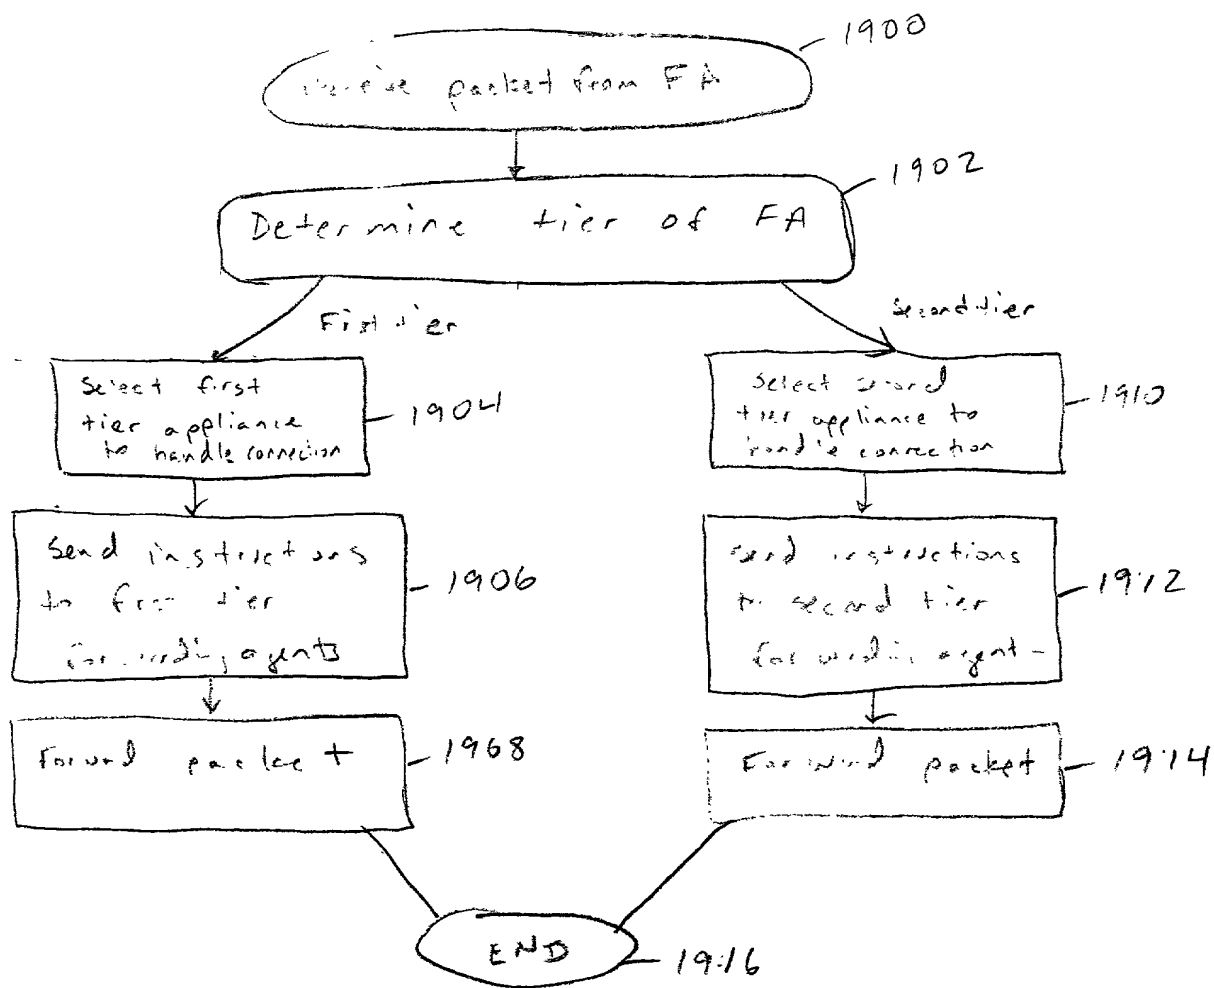 1900
receive packet from FA
1902
Determine tier of FA
First tier
Second tier
Select first
tier appliance
to handle connection
1904
Select second
tier appliance to
handle connection
1910
Send instructions
to first tier
forwarding agents
1906
Send instructions
to second tier
forwarding agents
1912
Forward packet
1968
Forward packet
1914
END
1916